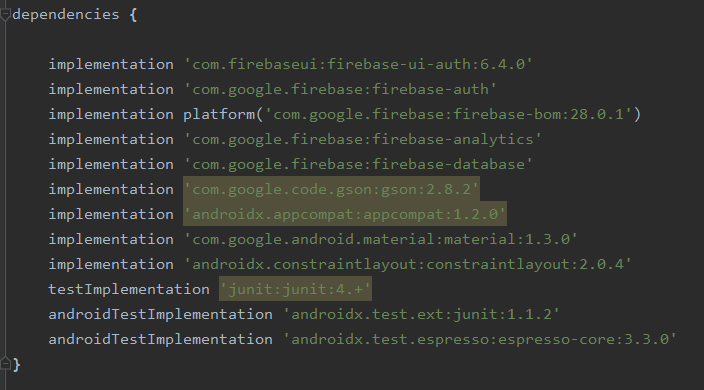 dependencies {
implementation 'com.firebaseui:firebase-ui-auth:6.4.0'
implementation 'com.google.firebase:firebase-auth'
implementation platform('com.google.firebase:firebase-bom:28.0.1')
implementation 'com.google.firebase:firebase-analytics'
implementation 'com.google.firebase:firebase-database'
implementation 'com.google.code.gson:gson:2.8.2'
implementation 'androidx.appcompat:appcompat:1.2.0'
implementation 'com.google.android.material:material:1.3.0'
implementation 'androidx.constraintlayout:constraintlayout:2.0.4'
testImplementation 'junit:junit:4.+'
androidTestImplementation 'androidx.test.ext:junit:1.1.2'
androidTestImplementation 'androidx.test.espresso:espresso-core:3.3.0'
}